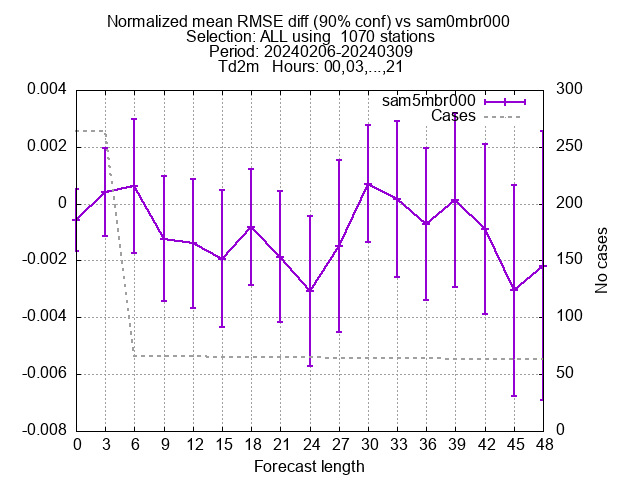 Normalized mean RMSE diff (90% conf) vs sam0mbr000
Selection: ALL using  1070 stations
Period: 20240206-20240309
Td2m   Hours: 00,03,...,21
sam5mbr000
Cases
0.004
0.002
0
-0.002
-0.004
-0.006
-0.008
300
250
200
150
100
50
0
No cases
0 3 6 9 12 15 18 21 24 27 30 33 36 39 42 45 48
Forecast length